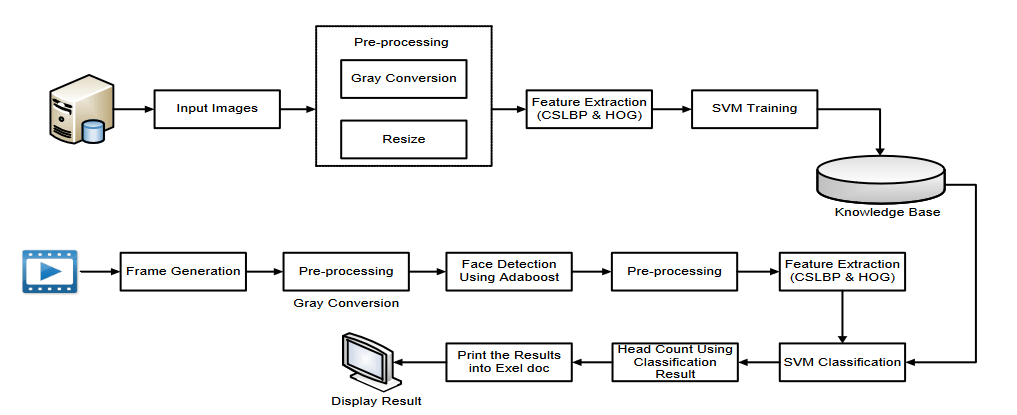 Pre-processing
Gray Conversion
Resize
Input Images
Feature Extraction
(CSLBP & HOG)
SVM Training
Knowledge Base
Frame Generation
Pre-processing
Gray Conversion
Face Detection
Using Adaboost
Pre-processing
Feature Extraction
(CSLBP & HOG)
SVM Classification
Head Count Using
Classification
Result
Print the Results
into Exel doc
Display Result